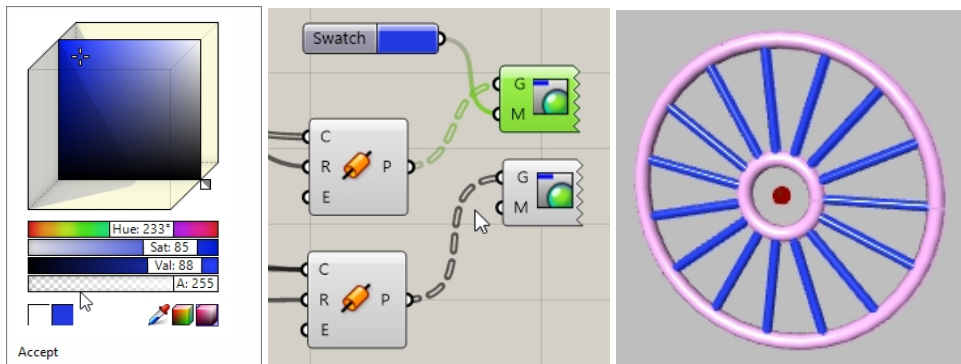 Hue: 233°
Sat: 85
Val: 88
A: 255
Accept
Swatch
G
M
C
R P
E
G
M
C
R P
E